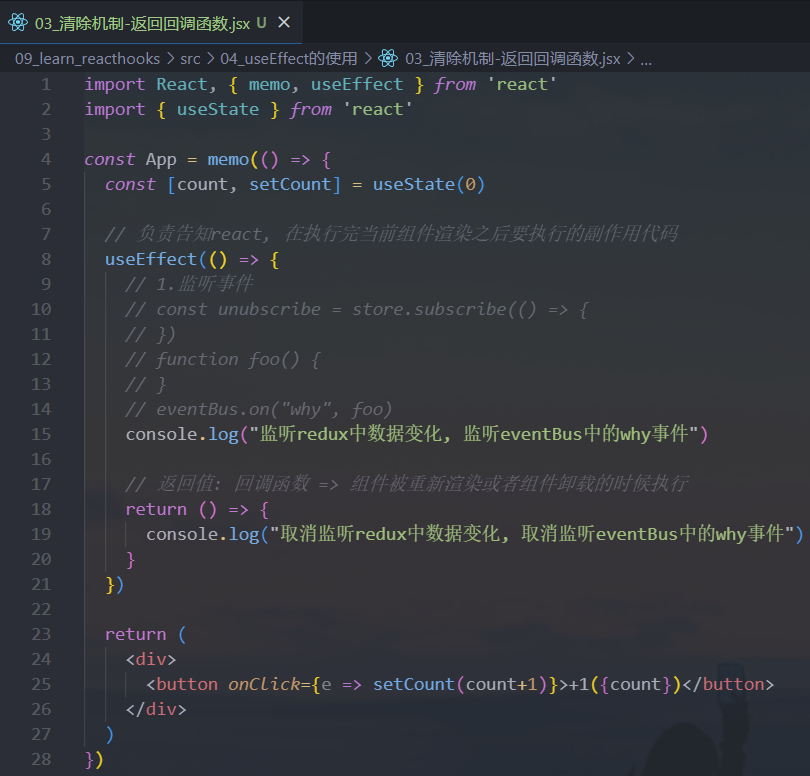 03_清除机制-返回回调函数.jsx U ×
09_learn_reacthooks > src > 04_useEffect的使用 > 03_清除机制-返回回调函数.jsx > ...
1 import React, { memo, useEffect } from 'react'
2 import { useState } from 'react'
3
4 const App = memo(() => {
5 const [count, setCount] = useState(0)
6
7 // 负责告知react, 在执行完当前组件渲染之后要执行的副作用代码
8 useEffect(() => {
9 // 1.监听事件
10 // const unubscribe = store.subscribe(() => {
11 // })
12 // function foo() {
13 // }
14 // eventBus.on("why", foo)
15 console.log("监听redux中数据变化, 监听eventBus中的why事件")
16
17 // 返回值: 回调函数 => 组件被重新渲染或者组件卸载的时候执行
18 return () => {
19 console.log("取消监听redux中数据变化, 取消监听eventBus中的why事件")
20 }
21 })
22
23 return (
24 <div>
25 <button onClick={e => setCount(count+1)}>+1({count})</button>
26 </div>
27 )
28 })